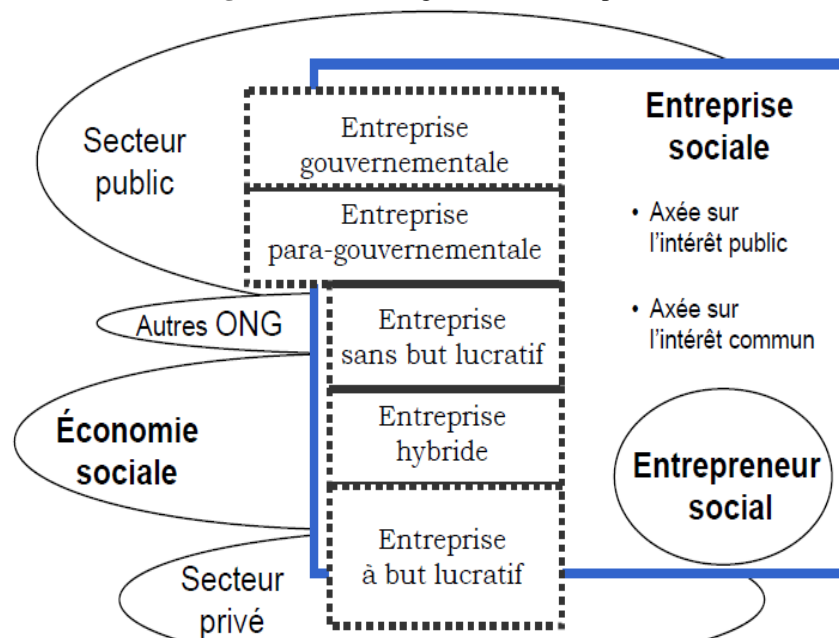 Secteur
public
Entreprise
gouvernementale
Entreprise
para-gouvernementale
Autres ONG
Entreprise
sans but lucratif
Économie
sociale
Entreprise
hybride
Secteur
privé
Entreprise
à but lucratif
Entreprise
sociale
• Axée sur
l'intérêt public
• Axée sur
l'intérêt commun
Entrepreneur
social